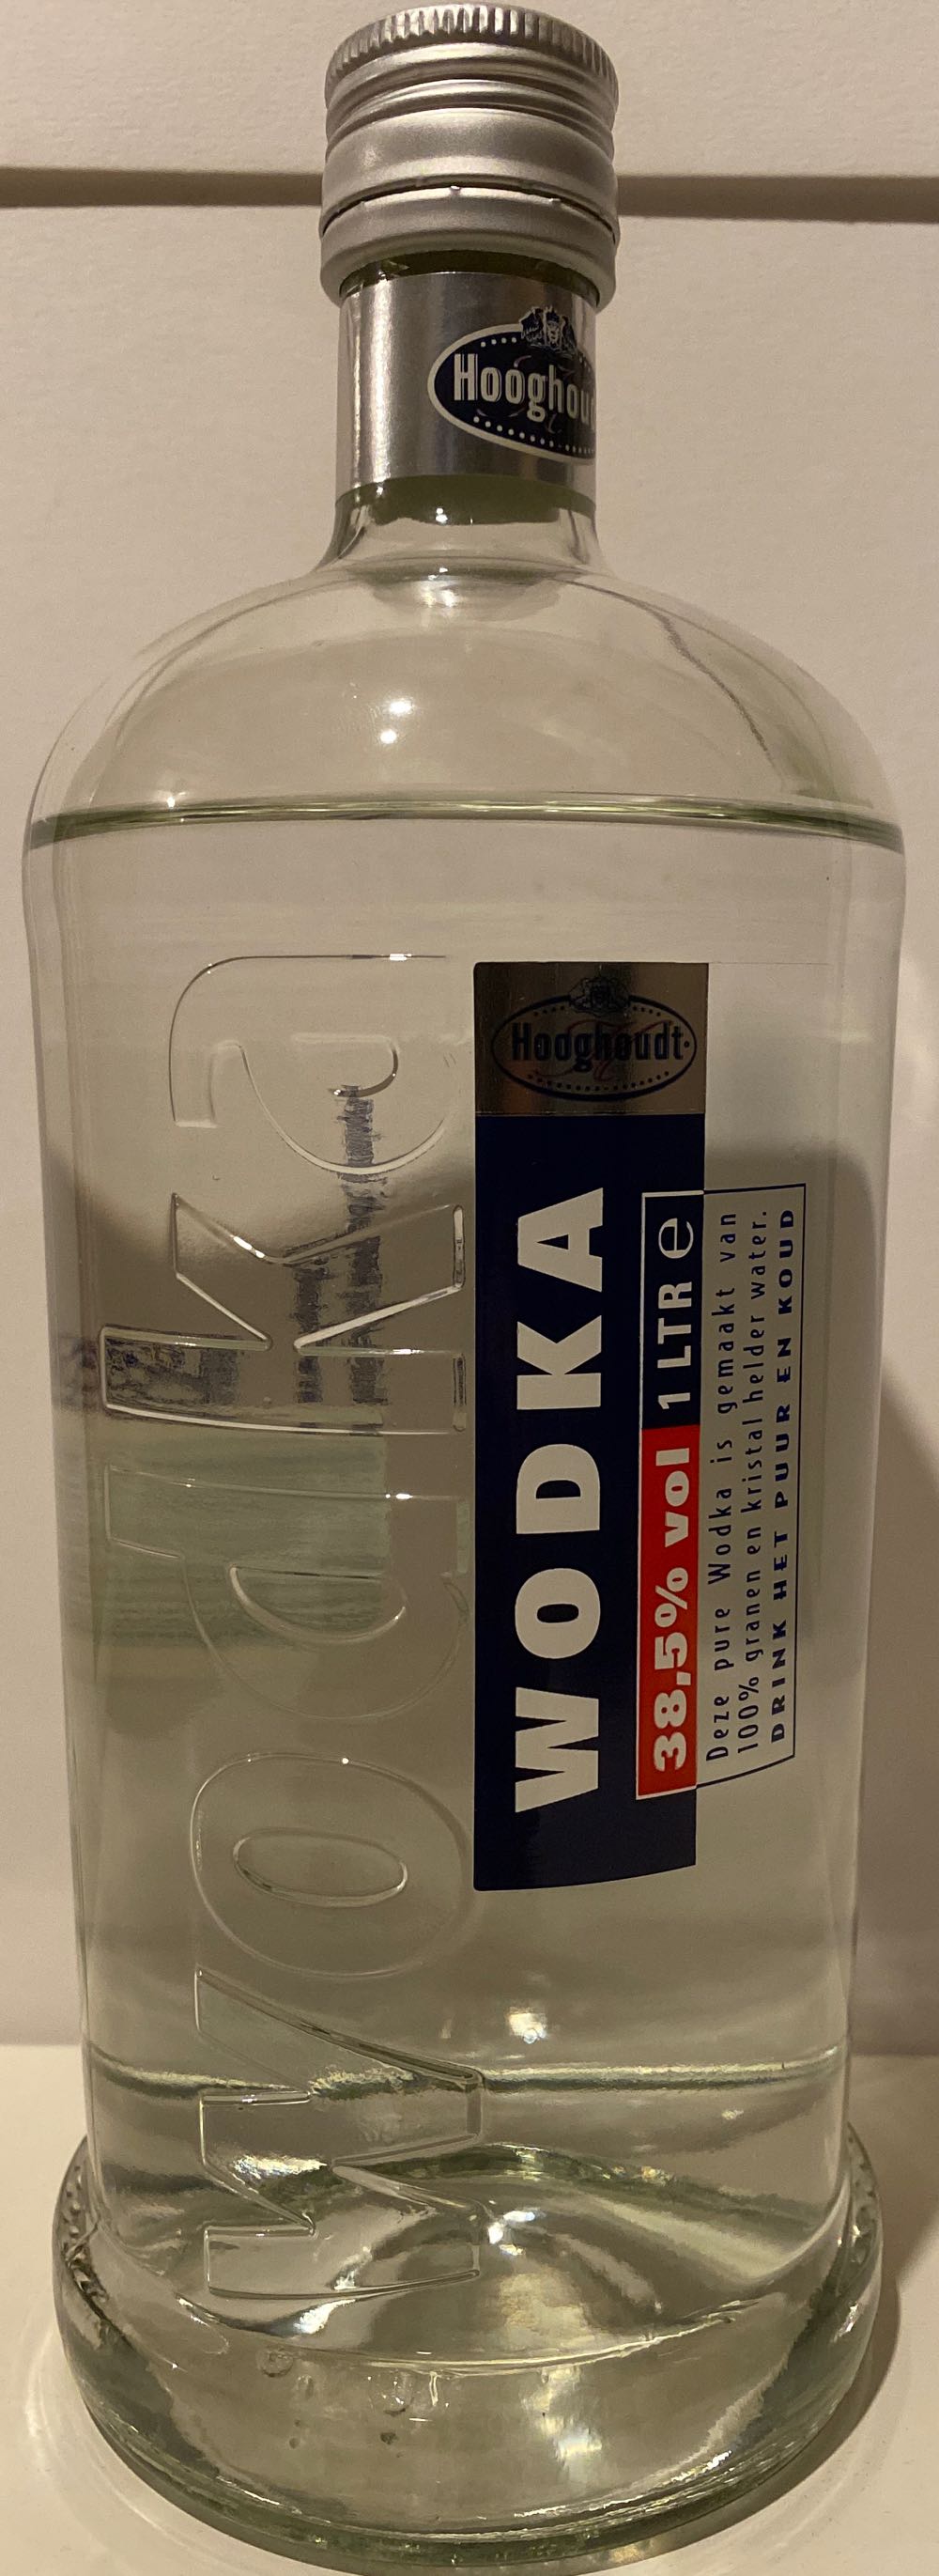 Hooghoudt
wodka
Hooghoudt
WODKA
38,5% vol 1 LTR e
Deze pure Wodka is gemaakt van
100% granen en kristal helder water.
DRINK HET PUUR EN KOUD